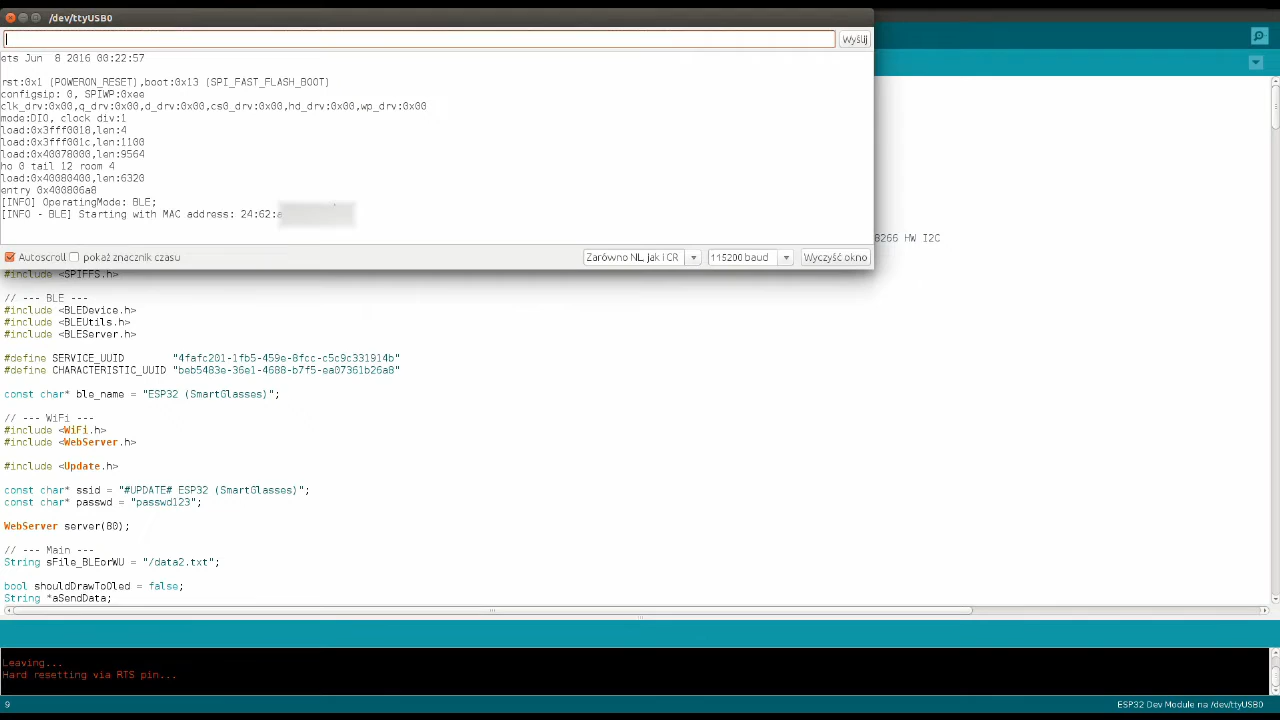 /dev/ttyUSB0
Wyślij
ets Jun  8 2016 00:22:57
rst:0x1 (POWERON_RESET),boot:0x13 (SPI_FAST_FLASH_BOOT)
configsip: 0, SPIWP:0xee
clk_drv:0x00,q_drv:0x00,d_drv:0x00,cs0_drv:0x00,hd_drv:0x00,wp_drv:0x00
mode:DIO, clock div:1
load:0x3fff0018,len:4
load:0x3fff001c,len:1100
load:0x40078000,len:9564
ho 0 tail 12 room 4
load:0x40080400,len:6320
entry 0x400806a8
[INFO] OperatingMode: BLE;
[INFO - BLE] Starting with MAC address: 24:62:
8266 HW I2C
Autoscroll pokaż znacznik czasu Zarówno NL, jak i CR 115200 baud Wyczyść okno
#include <SPIFFS.h>
// --- BLE ---
#include <BLEDevice.h>
#include <BLEUtils.h>
#include <BLEServer.h>
#define SERVICE_UUID        "4fafc201-1fb5-459e-8fcc-c5c9c331914b"
#define CHARACTERISTIC_UUID "beb5483e-36e1-4688-b7f5-ea07361b26a8"
const char* ble_name = "ESP32 (SmartGlasses)";
// --- WiFi ---
#include <WiFi.h>
#include <WebServer.h>
#include <Update.h>
const char* ssid = "#UPDATE# ESP32 (SmartGlasses)";
const char* passwd = "passwd123";
WebServer server(80);
// --- Main ---
String sFile_BLEorWU = "/data2.txt";
bool shouldDrawToOled = false;
String *aSendData;
Leaving...
Hard resetting via RTS pin...
9
ESP32 Dev Module na /dev/ttyUSB0